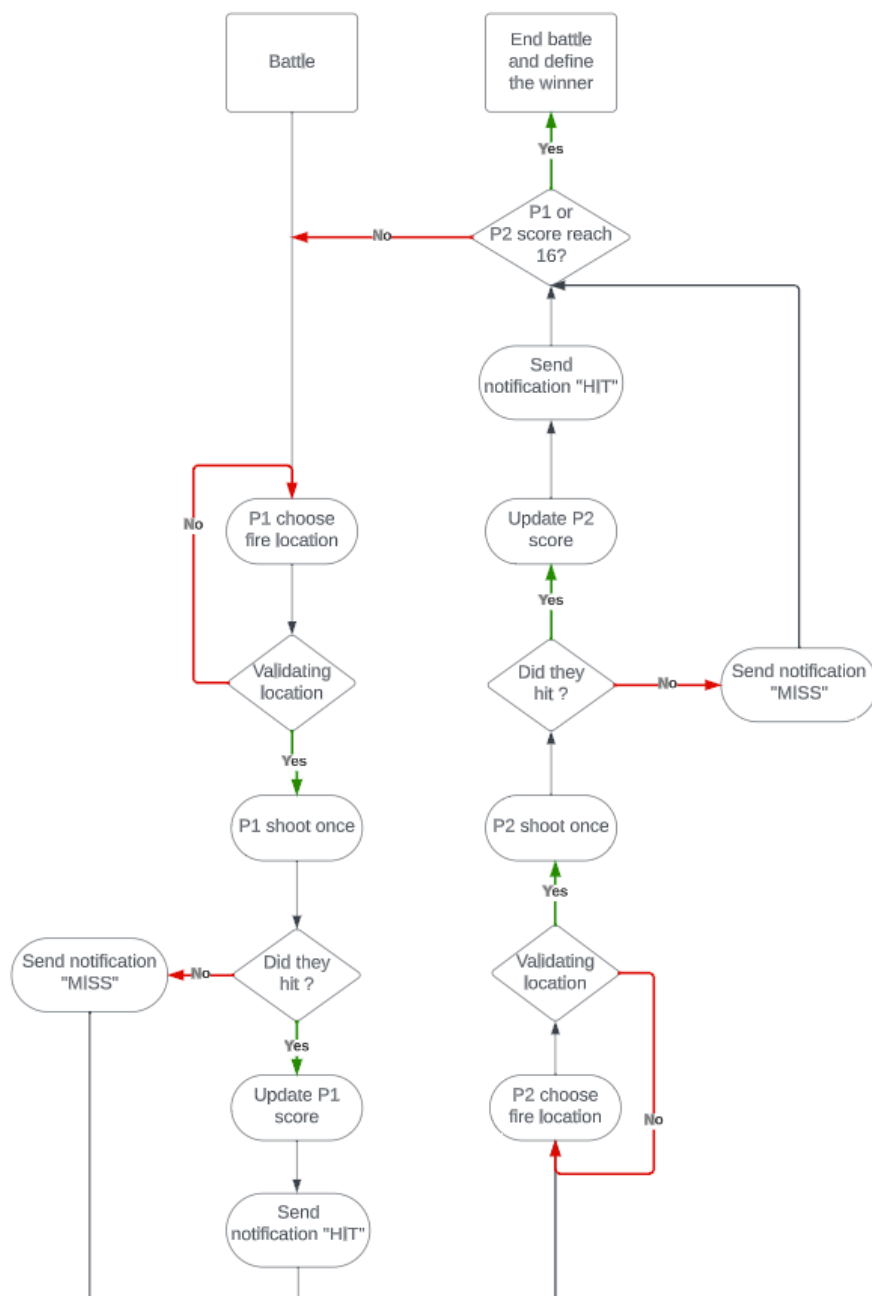 Battle
End battle
and define
the winner
Yes
P1 or
P2 score reach
16?
No
Send
notification "HIT"
No
P1 choose
fire location
Update P2
score
Yes
Validating
location
Did they
hit ?
No
Send notification
"MISS"
Yes
P1 shoot once
P2 shoot once
Yes
Send notification
"MISS"
No
Did they
hit ?
Validating
location
Yes
Update P1
score
P2 choose
fire location
No
Send
notification "HIT"